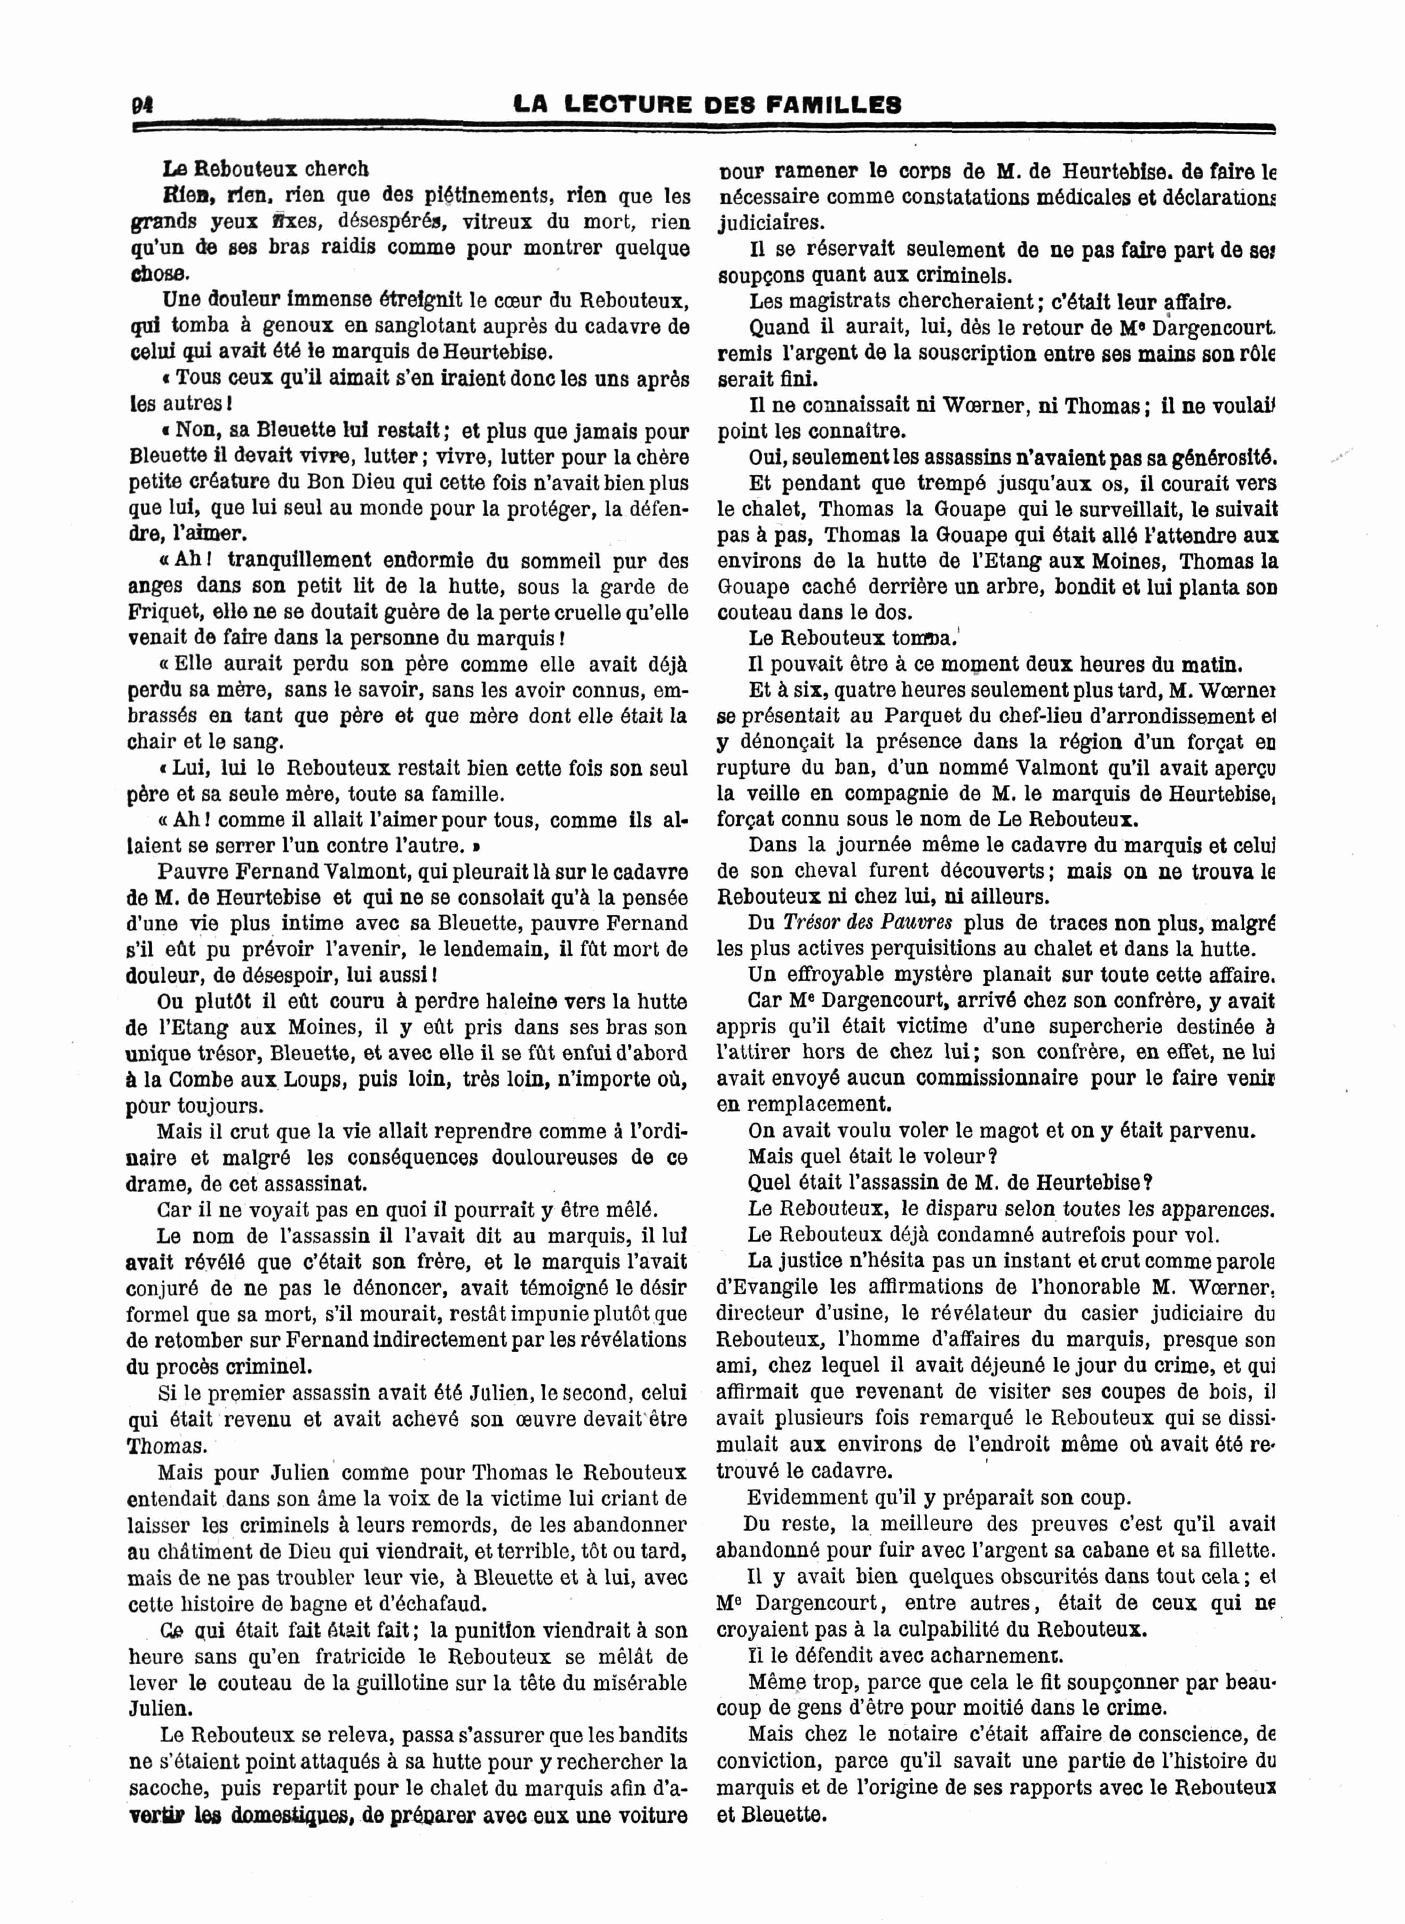 94
LA LECTURE DES FAMILLES
Le Rebouteux cherch
Rien, rien, rien que des piétinements, rien que les
grands yeux fixes, désespérés, vitreux du mort, rien
qu'un de ses bras raidis comme pour montrer quelque
chose.
Une douleur immense étreignit le cœur du Rebouteux,
qui tomba à genoux en sanglotant auprès du cadavre de
celui qui avait été le marquis de Heurtebise.
« Tous ceux qu'il aimait s'en iraient donc les uns après
les autres !
« Non, sa Bleuette lui restait ; et plus que jamais pour
Bleuette il devait vivre, lutter ; vivre, lutter pour la chère
petite créature du Bon Dieu qui cette fois n'avait bien plus
que lui, que lui seul au monde pour la protéger, la défen-
dre, l'aimer.
« Ah ! tranquillement endormie du sommeil pur des
anges dans son petit lit de la hutte, sous la garde de
Friquet, elle ne se doutait guère de la perte cruelle qu'elle
venait de faire dans la personne du marquis !
« Elle aurait perdu son père comme elle avait déjà
perdu sa mère, sans le savoir, sans les avoir connus, em-
brassés en tant que père et que mère dont elle était la
chair et le sang.
« Lui, lui le Rebouteux restait bien cette fois son seul
père et sa seule mère, toute sa famille.
« Ah ! comme il allait l'aimer pour tous, comme ils al-
laient se serrer l'un contre l'autre. »
Pauvre Fernand Valmont, qui pleurait là sur le cadavre
de M. de Heurtebise et qui ne se consolait qu'à la pensée
d'une vie plus intime avec sa Bleuette, pauvre Fernand
s'il eût pu prévoir l'avenir, le lendemain, il fût mort de
douleur, de désespoir, lui aussi !
Ou plutôt il eût couru à perdre haleine vers la hutte
de l'Etang aux Moines, il y eût pris dans ses bras son
unique trésor, Bleuette, et avec elle il se fût enfui d'abord
à la Combe aux Loups, puis loin, très loin, n'importe où,
pour toujours.
Mais il crut que la vie allait reprendre comme à l'ordi-
naire et malgré les conséquences douloureuses de ce
drame, de cet assassinat.
Car il ne voyait pas en quoi il pourrait y être mêlé.
Le nom de l'assassin il l'avait dit au marquis, il lui
avait révélé que c'était son frère, et le marquis l'avait
conjuré de ne pas le dénoncer, avait témoigné le désir
formel que sa mort, s'il mourait, restât impunie plutôt que
de retomber sur Fernand indirectement par les révélations
du procès criminel.
Si le premier assassin avait été Julien, le second, celui
qui était revenu et avait achevé son œuvre devait être
Thomas.
Mais pour Julien comme pour Thomas le Rebouteux
entendait dans son âme la voix de la victime lui criant de
laisser les criminels à leurs remords, de les abandonner
au châtiment de Dieu qui viendrait, et terrible, tôt ou tard,
mais de ne pas troubler leur vie, à Bleuette et à lui, avec
cette histoire de bagne et d'échafaud.
Ce qui était fait était fait ; la punition viendrait à son
heure sans qu'en fratricide le Rebouteux se mêlât de
lever le couteau de la guillotine sur la tête du misérable
Julien.
Le Rebouteux se releva, passa s'assurer que les bandits
ne s'étaient point attaqués à sa hutte pour y rechercher la
sacoche, puis repartit pour le chalet du marquis afin d'a-
vertir les domestiques, de préparer avec eux une voiture
pour ramener le corps de M. de Heurtebise. de faire le
nécessaire comme constatations médicales et déclarations
judiciaires.
Il se réservait seulement de ne pas faire part de ses
soupçons quant aux criminels.
Les magistrats chercheraient ; c'était leur affaire.
Quand il aurait, lui, dès le retour de Me Dargencourt.
remis l'argent de la souscription entre ses mains son rôle
serait fini.
Il ne connaissait ni Wœrner, ni Thomas ; il ne voulait
point les connaître.
Oui, seulement les assassins n'avaient pas sa générosité.
Et pendant que trempé jusqu'aux os, il courait vers
le chalet, Thomas la Gouape qui le surveillait, le suivait
pas à pas, Thomas la Gouape qui était allé l'attendre aux
environs de la hutte de l'Etang aux Moines, Thomas la
Gouape caché derrière un arbre, bondit et lui planta son
couteau dans le dos.
Le Rebouteux tomba.
Il pouvait être à ce moment deux heures du matin.
Et à six, quatre heures seulement plus tard, M. Wœrner
se présentait au Parquet du chef-lieu d'arrondissement et
y dénonçait la présence dans la région d'un forçat en
rupture du ban, d'un nommé Valmont qu'il avait aperçu
la veille en compagnie de M. le marquis de Heurtebise,
forçat connu sous le nom de Le Rebouteux.
Dans la journée même le cadavre du marquis et celui
de son cheval furent découverts ; mais on ne trouva le
Rebouteux ni chez lui, ni ailleurs.
Du Trésor des Pauvres plus de traces non plus, malgré
les plus actives perquisitions au chalet et dans la hutte.
Un effroyable mystère planait sur toute cette affaire.
Car Me Dargencourt, arrivé chez son confrère, y avait
appris qu'il était victime d'une supercherie destinée à
l'attirer hors de chez lui ; son confrère, en effet, ne lui
avait envoyé aucun commissionnaire pour le faire venir
en remplacement.
On avait voulu voler le magot et on y était parvenu.
Mais quel était le voleur ?
Quel était l'assassin de M. de Heurtebise ?
Le Rebouteux, le disparu selon toutes les apparences.
Le Rebouteux déjà condamné autrefois pour vol.
La justice n'hésita pas un instant et crut comme parole
d'Evangile les affirmations de l'honorable M. Wœrner,
directeur d'usine, le révélateur du casier judiciaire du
Rebouteux, l'homme d'affaires du marquis, presque son
ami, chez lequel il avait déjeuné le jour du crime, et qui
affirmait que revenant de visiter ses coupes de bois, il
avait plusieurs fois remarqué le Rebouteux qui se dissi-
mulait aux environs de l'endroit même où avait été re-
trouvé le cadavre.
Evidemment qu'il y préparait son coup.
Du reste, la meilleure des preuves c'est qu'il avait
abandonné pour fuir avec l'argent sa cabane et sa fillette.
Il y avait bien quelques obscurités dans tout cela ; et
Me Dargencourt, entre autres, était de ceux qui ne
croyaient pas à la culpabilité du Rebouteux.
Il le défendit avec acharnement.
Même trop, parce que cela le fit soupçonner par beau-
coup de gens d'être pour moitié dans le crime.
Mais chez le notaire c'était affaire de conscience, de
conviction, parce qu'il savait une partie de l'histoire du
marquis et de l'origine de ses rapports avec le Rebouteux
et Bleuette.